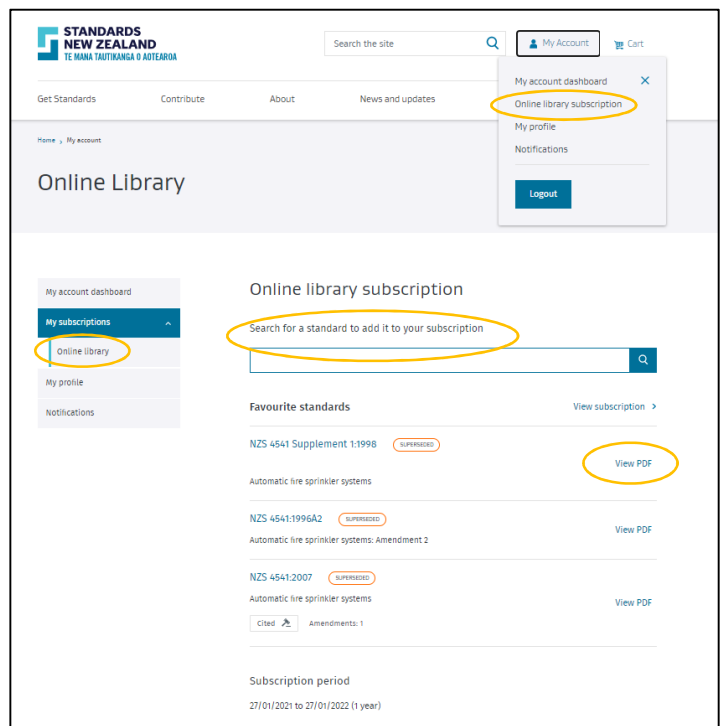 STANDARDS
NEW ZEALAND
TE MANA TAUTIKANGA O AOTEAROA
Search the site
My Account
Cart
My account dashboard
Online library subscription
My profile
Notifications
Logout
Get Standards Contribute About News and updates
Home > My account
Online Library
My account dashboard
My subscriptions
Online library
My profile
Notifications
Online library subscription
Search for a standard to add it to your subscription
Favourite standards View subscription >
NZS 4541 Supplement 1:1998 SUPERSEDED
View PDF
Automatic fire sprinkler systems
NZS 4541:1996A2 SUPERSEDED
View PDF
Automatic fire sprinkler systems: Amendment 2
NZS 4541:2007 SUPERSEDED
Automatic fire sprinkler systems
View PDF
Cited Amendments: 1
Subscription period
27/01/2021 to 27/01/2022 (1 year)